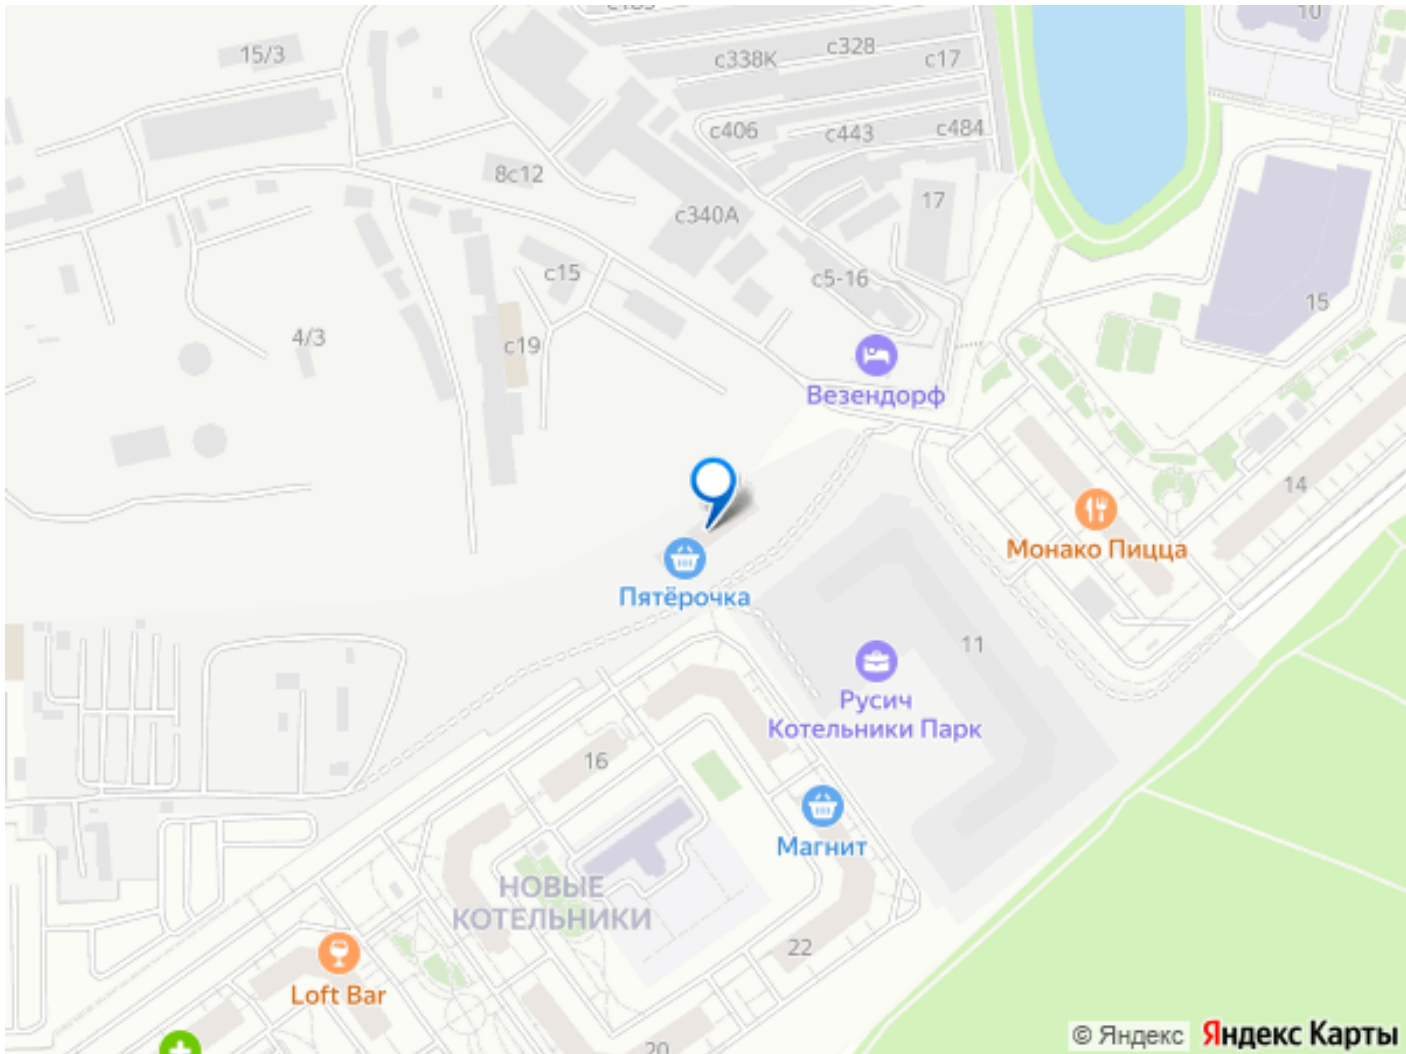 10
15/3
с338К
с328
с17
с406
с443
с484
8с12
17
с340А
с15
с5-16
15
4/3
с19
Везендорф
14
Монако Пицца
Пятёрочка
11
Русич
Котельники Парк
16
Магнит
НОВЫЕ
КОТЕЛЬНИКИ
22
Loft Bar
© Яндекс
Яндекс Карты
20